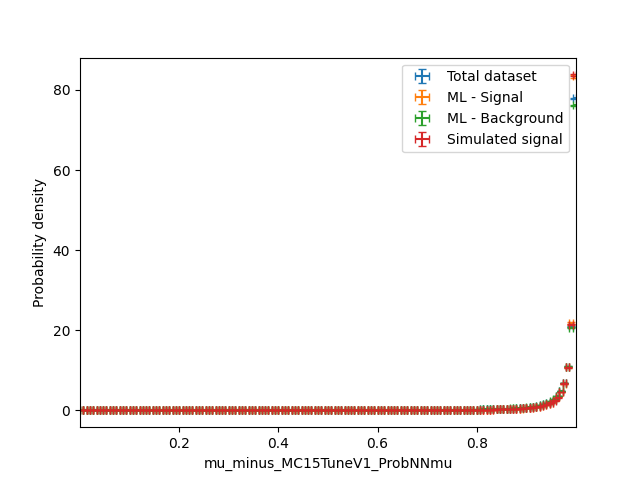 Total dataset
ML - Signal
ML - Background
Simulated signal
80
60
40
20
0
Probability density
0.2 0.4 0.6 0.8
mu_minus_MC15TuneV1_ProbNNmu